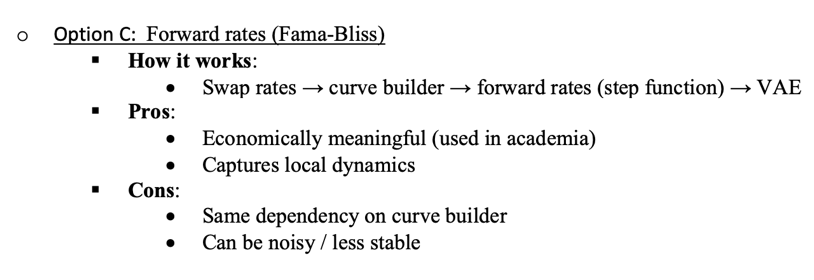 ○ Option C: Forward rates (Fama-Bliss)
▪ How it works:
• Swap rates → curve builder → forward rates (step function) → VAE
▪ Pros:
• Economically meaningful (used in academia)
• Captures local dynamics
▪ Cons:
• Same dependency on curve builder
• Can be noisy / less stable